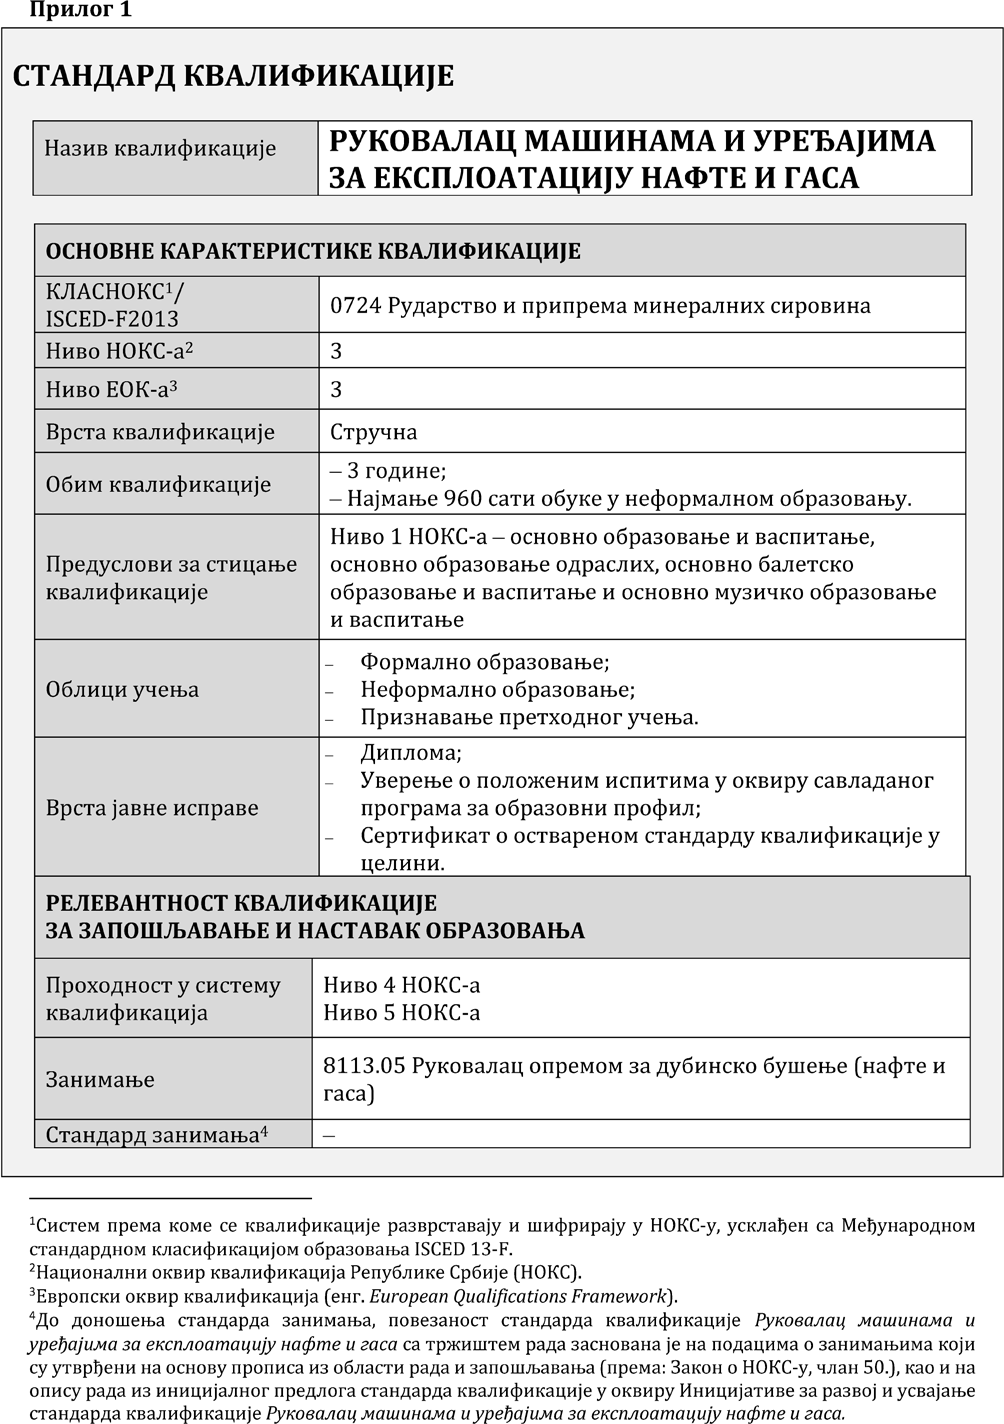 Прилог 1
СТАНДАРД КВАЛИФИКАЦИЈЕ
Назив квалификације
РУКОВАЛАЦ МАШИНАМА И УРЕЂАЈИМА
ЗА ЕКСПЛОАТАЦИЈУ НАФТЕ И ГАСА
ОСНОВНЕ КАРАКТЕРИСТИКЕ КВАЛИФИКАЦИЈЕ
КЛАСНОКС¹/
ISCED-F2013
0724 Рударство и припрема минералних сировина
Ниво НОКС-а²
3
Ниво ЕОК-а³
3
Врста квалификације
Стручна
Обим квалификације
– 3 године;
– Најмање 960 сати обуке у неформалном образовању.
Предуслови за стицање
квалификације
Ниво 1 НОКС-а – основно образовање и васпитање,
основно образовање одраслих, основно балетско
образовање и васпитање и основно музичко образовање
и васпитање
Облици учења
– Формално образовање;
– Неформално образовање;
– Признавање претходног учења.
Врста јавне исправе
– Диплома;
– Уверење о положеним испитима у оквиру савладаног
програма за образовни профил;
– Сертификат о оствареном стандарду квалификације у
целини.
РЕЛЕВАНТНОСТ КВАЛИФИКАЦИЈЕ
ЗА ЗАПОШЉАВАЊЕ И НАСТАВАК ОБРАЗОВАЊА
Проходност у систему
квалификација
Ниво 4 НОКС-а
Ниво 5 НОКС-а
Занимање
8113.05 Руковалац опремом за дубинско бушење (нафте и
гаса)
Стандард занимања⁴
–
¹Систем према коме се квалификације разврставају и шифрирају у НОКС-у, усклађен са Међународном
стандардном класификацијом образовања ISCED 13-F.
²Национални оквир квалификација Републике Србије (НОКС).
³Европски оквир квалификација (енг. European Qualifications Framework).
⁴До доношења стандарда занимања, повезаност стандарда квалификације Руковалац машинама и
уређајима за експлоатацију нафте и гаса са тржиштем рада заснована је на подацима о занимањима који
су утврђени на основу прописа из области рада и запошљавања (према: Закон о НОКС-у, члан 50.), као и на
опису рада из иницијалног предлога стандарда квалификације у оквиру Иницијативе за развој и усвајање
стандарда квалификације Руковалац машинама и уређајима за експлоатацију нафте и гаса.